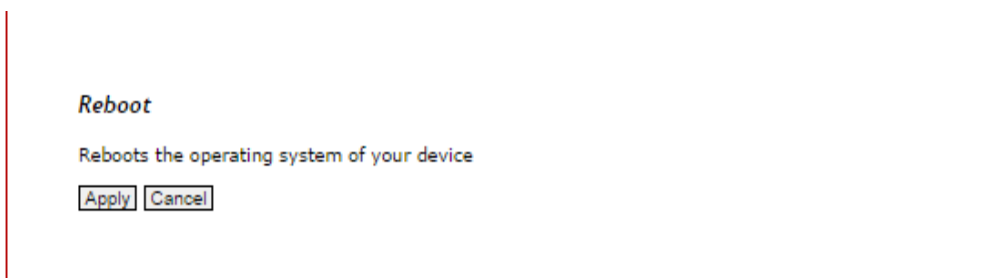 Reboot
Reboots the operating system of your device
Apply Cancel